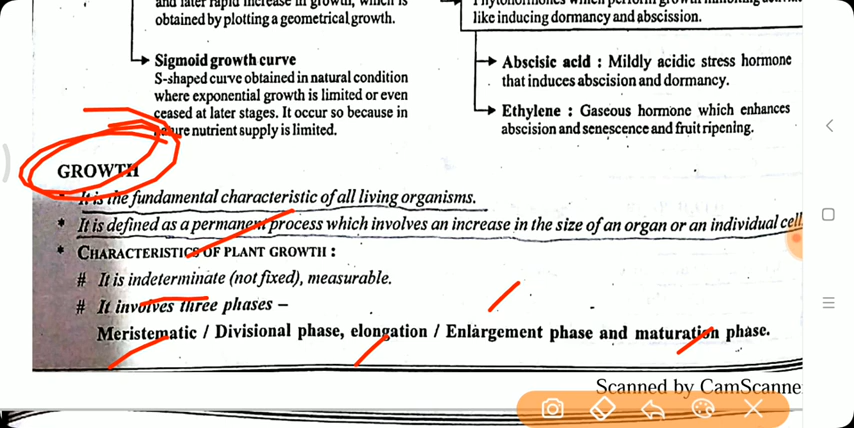 and later rapid increase in growth, which is
obtained by plotting a geometrical growth.
Sigmoid growth curve
S-shaped curve obtained in natural condition
where exponential growth is limited or even
ceased at later stages. It occur so because in
nutrient supply is limited.
like inducing dormancy and abscission.
Abscisic acid : Mildly acidic stress hormone
that induces abscision and dormancy.
Ethylene : Gaseous hormone which enhances
abscision and senescence and fruit ripening.
GROWTH
* It is the fundamental characteristic of all living organisms.
* It is defined as a permanent process which involves an increase in the size of an organ or an individual cell
* CHARACTERISTICS OF PLANT GROWTH :
# It is indeterminate (not fixed), measurable.
# It involves three phases –
Meristematic / Divisional phase, elongation / Enlargement phase and maturation phase.
Scanned by CamScanne